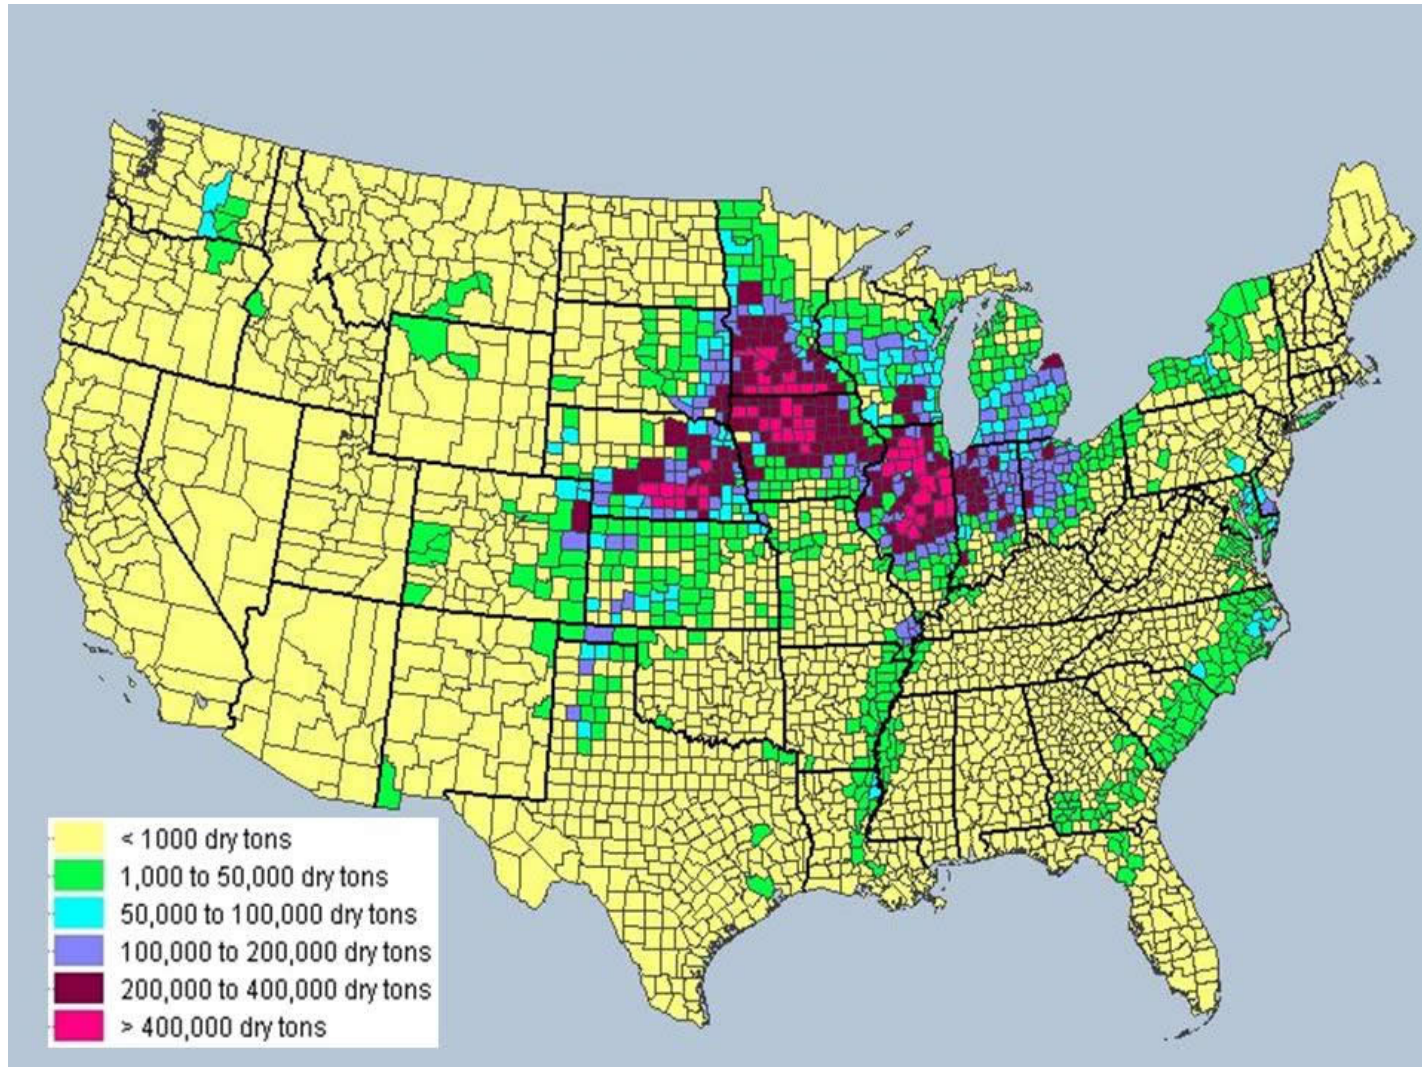 < 1000 dry tons
1,000 to 50,000 dry tons
50,000 to 100,000 dry tons
100,000 to 200,000 dry tons
200,000 to 400,000 dry tons
> 400,000 dry tons